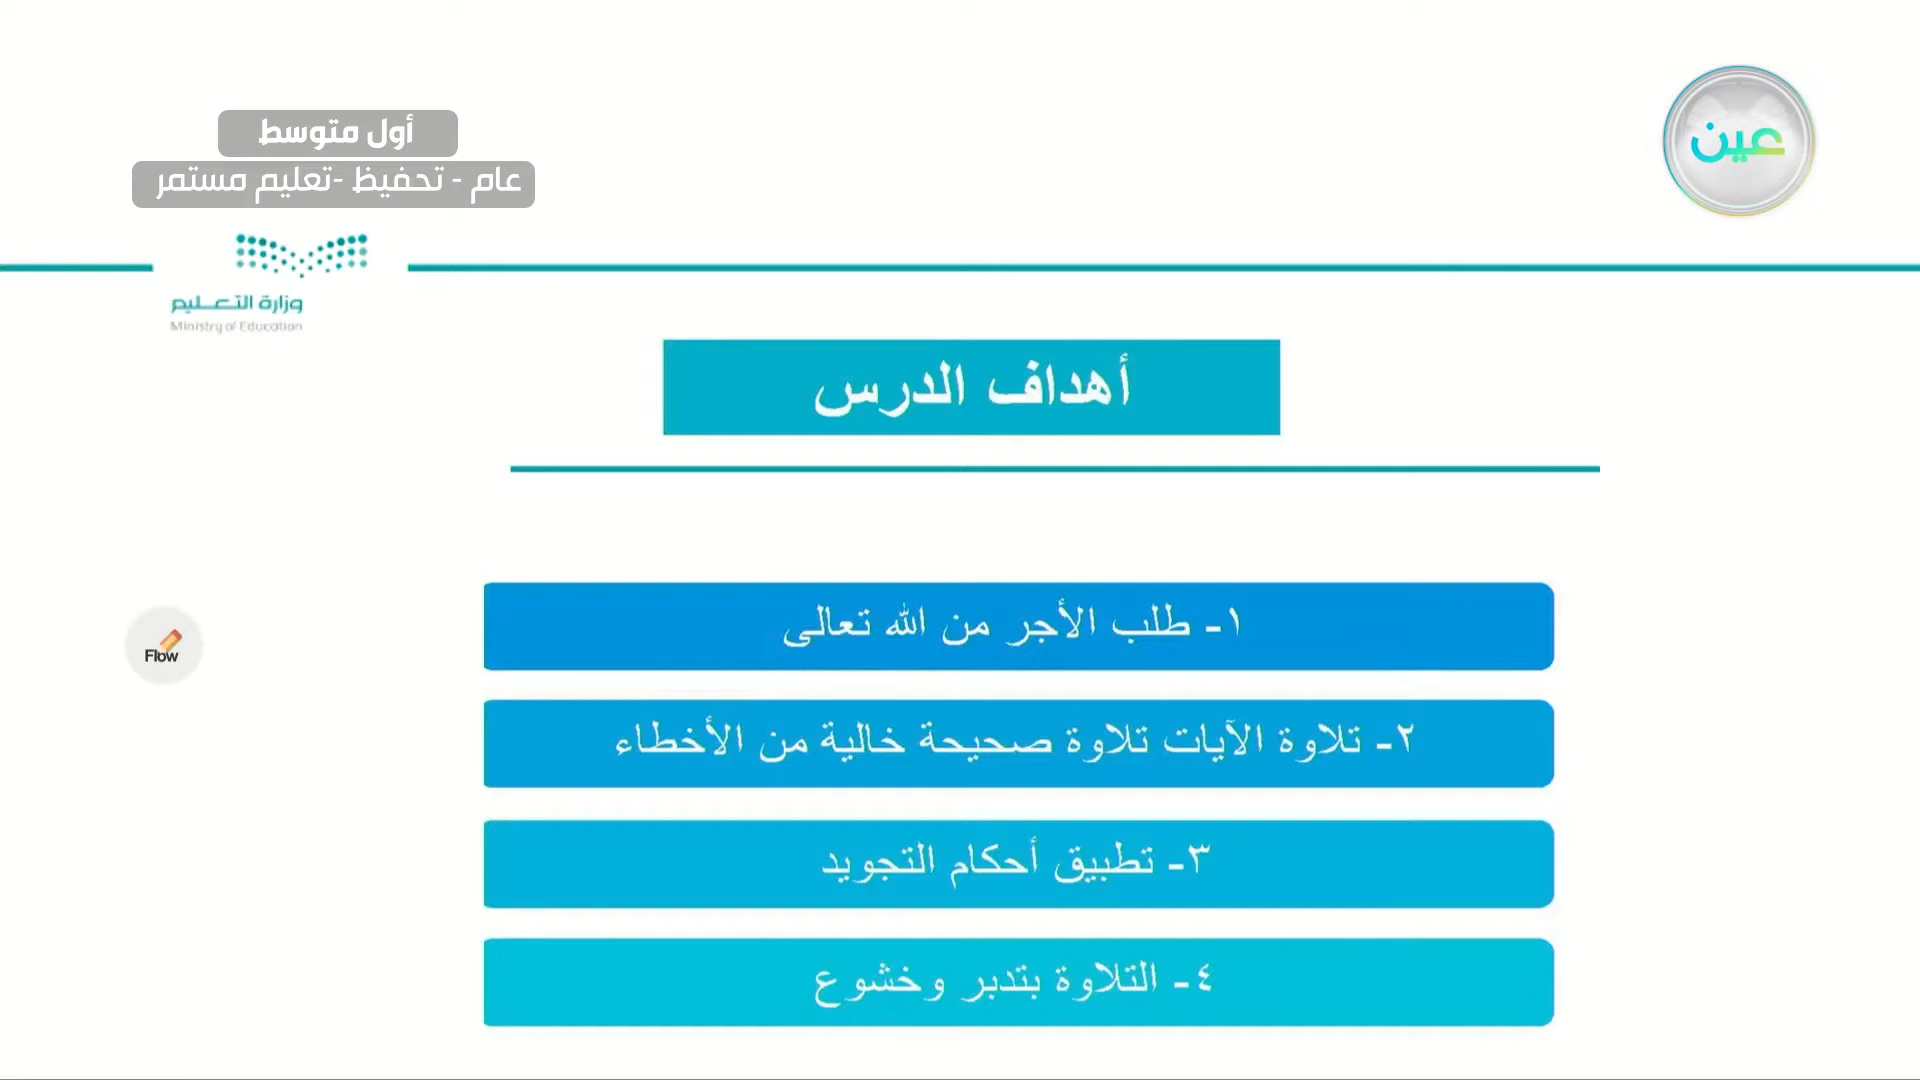 أول متوسط
عام - تحفيظ -تعليم مستمر
عين
وزارة التعليم
Ministry of Education
أهداف الدرس
١- طلب الأجر من الله تعالى
٢- تلاوة الآيات تلاوة صحيحة خالية من الأخطاء
Flow
٣- تطبيق أحكام التجويد
٤- التلاوة بتدبر وخشوع